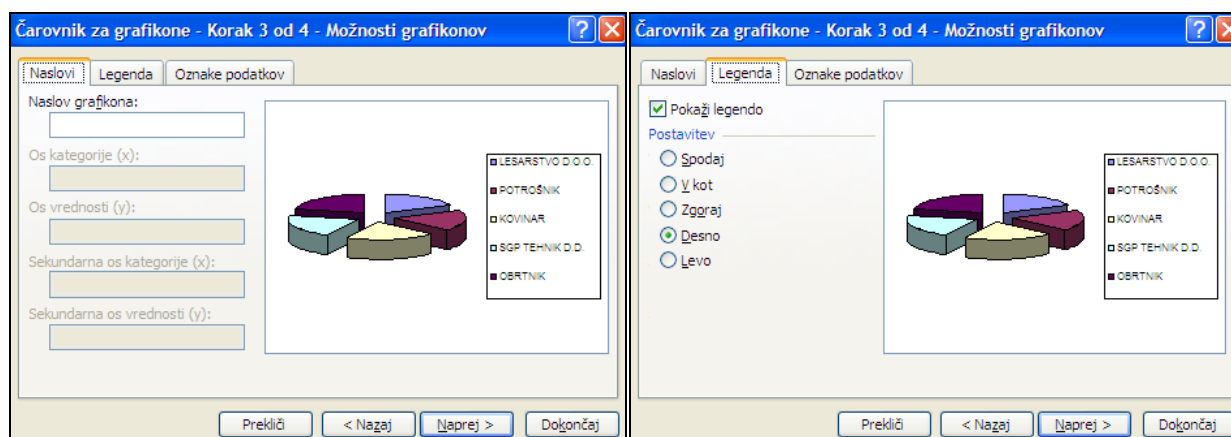 Čarovnik za grafikone - Korak 3 od 4 - Možnosti grafikonov
Naslovi Legenda Oznake podatkov
Naslov grafikona:
Os kategorije (x):
Os vrednosti (y):
Sekundarna os kategorije (x):
Sekundarna os vrednosti (y):
LESARSTVO D.O.O.
POTROŠNIK
KOVINAR
SGP TEHNIK D.D.
OBRTNIK
Prekliči < Nazaj Naprej > Dokončaj
Čarovnik za grafikone - Korak 3 od 4 - Možnosti grafikonov
Naslovi Legenda Oznake podatkov
Pokaži legendo
Postavitev
Spodaj
V kot
Zgoraj
Desno
Levo
LESARSTVO D.O.O.
POTROŠNIK
KOVINAR
SGP TEHNIK D.D.
OBRTNIK
Prekliči < Nazaj Naprej > Dokončaj